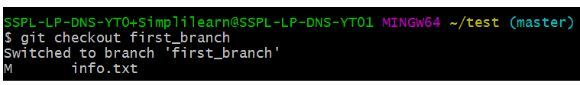 SSPL-LP-DNS-YT0+Simplilearn@SSPL-LP-DNS-YT01 MINGW64 ~/test (master)
$ git checkout first_branch
Switched to branch 'first_branch'
M       info.txt